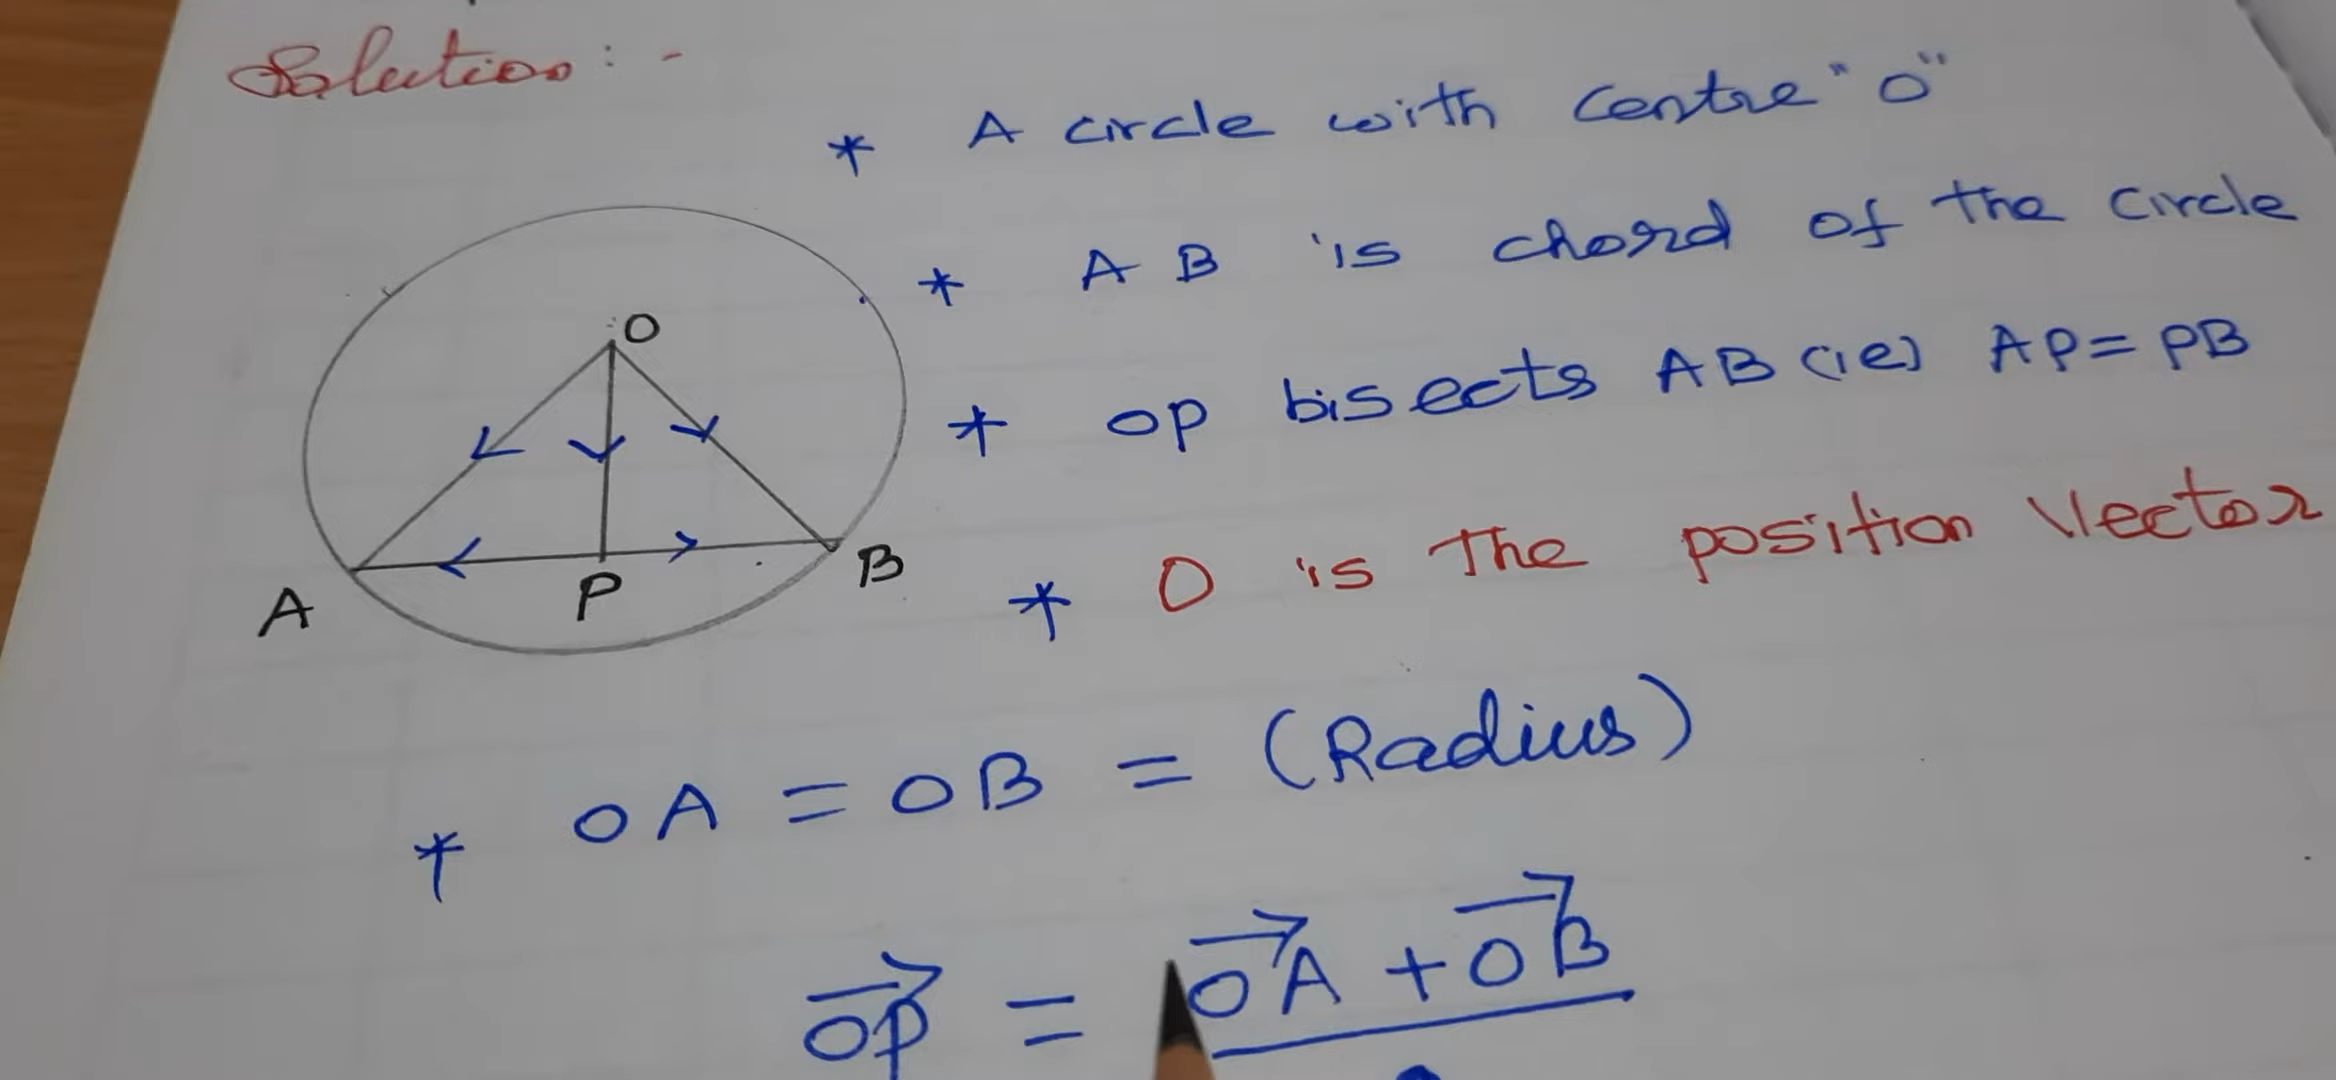 Solution:-
* A circle with centre "O"
* AB is chord of the circle
* OP bisects AB (ie) AP = PB
* O is the position Vector
O
A
P
B
* OA = OB = (Radius)
OP = OA + OB